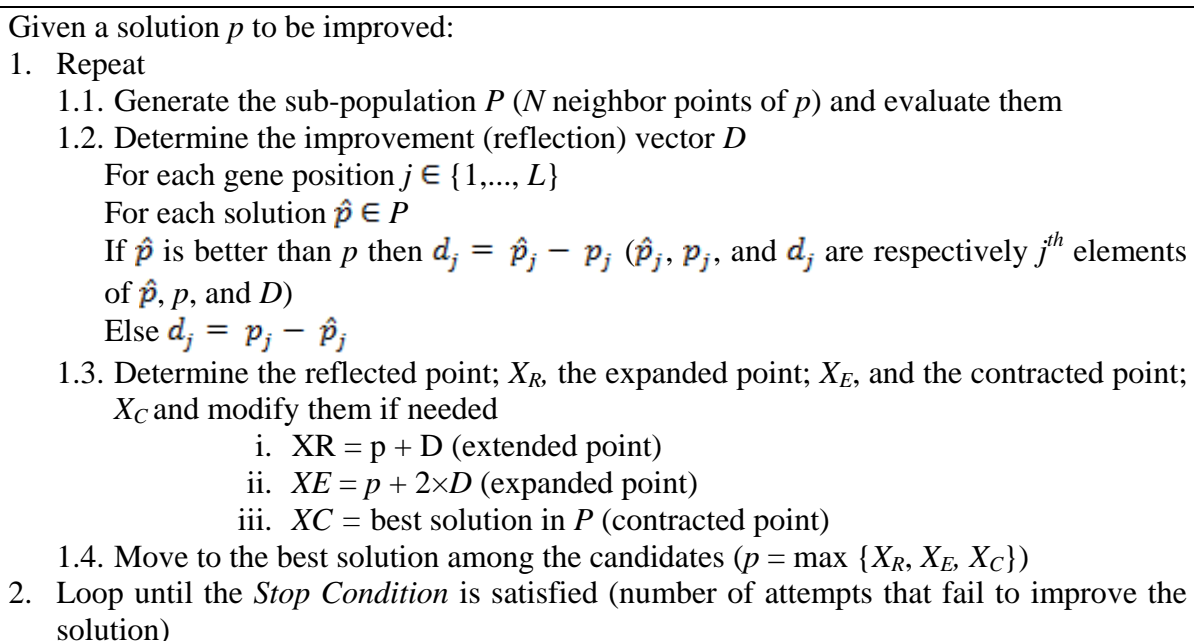 Given a solution p to be improved:
1. Repeat
1.1. Generate the sub-population P (N neighbor points of p) and evaluate them
1.2. Determine the improvement (reflection) vector D
For each gene position j ∈ {1,..., L}
For each solution p̂ ∈ P
If p̂ is better than p then d_j = p̂_j − p_j (p̂_j, p_j, and d_j are respectively j^th elements
of p̂, p, and D)
Else d_j = p_j − p̂_j
1.3. Determine the reflected point; X_R, the expanded point; X_E, and the contracted point;
X_C and modify them if needed
i. XR = p + D (extended point)
ii. XE = p + 2×D (expanded point)
iii. XC = best solution in P (contracted point)
1.4. Move to the best solution among the candidates (p = max {X_R, X_E, X_C})
2. Loop until the Stop Condition is satisfied (number of attempts that fail to improve the
solution)